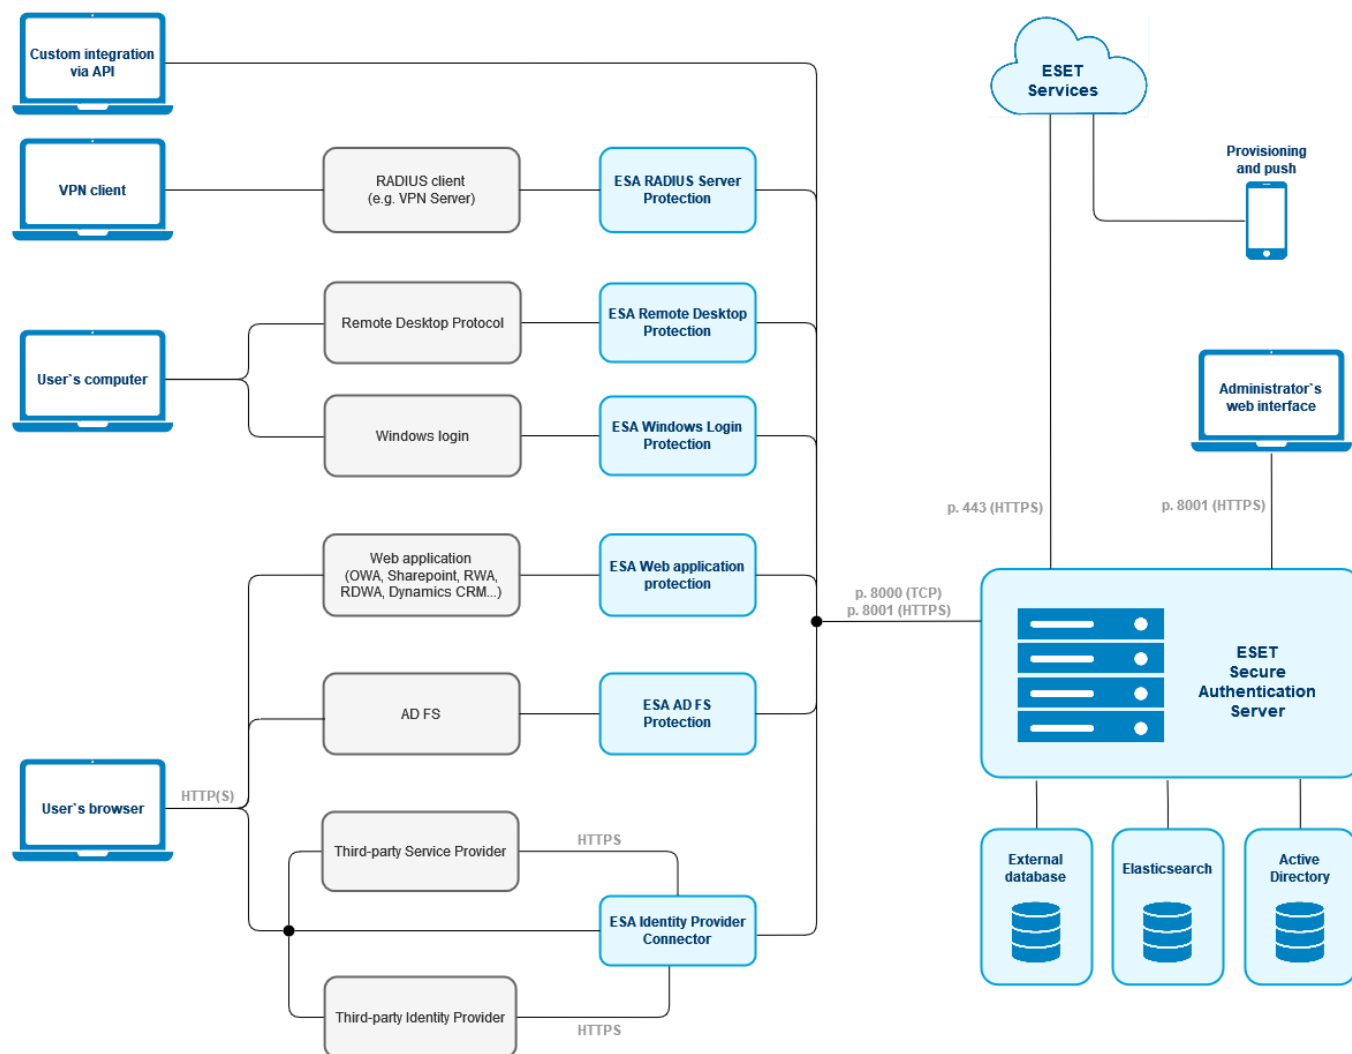 Custom integration
via API
ESET
Services
VPN client
RADIUS client
(e.g. VPN Server)
ESA RADIUS Server
Protection
Provisioning
and push
User`s computer
Remote Desktop Protocol
ESA Remote Desktop
Protection
Windows login
ESA Windows Login
Protection
Administrator`s
web interface
p. 443 (HTTPS)
p. 8001 (HTTPS)
Web application
(OWA, Sharepoint, RWA,
RDWA, Dynamics CRM...)
ESA Web application
protection
p. 8000 (TCP)
p. 8001 (HTTPS)
ESET
Secure
Authentication
Server
AD FS
ESA AD FS
Protection
User`s browser
HTTP(S)
Third-party Service Provider
HTTPS
ESA Identity Provider
Connector
Third-party Identity Provider
HTTPS
External
database
Elasticsearch
Active
Directory